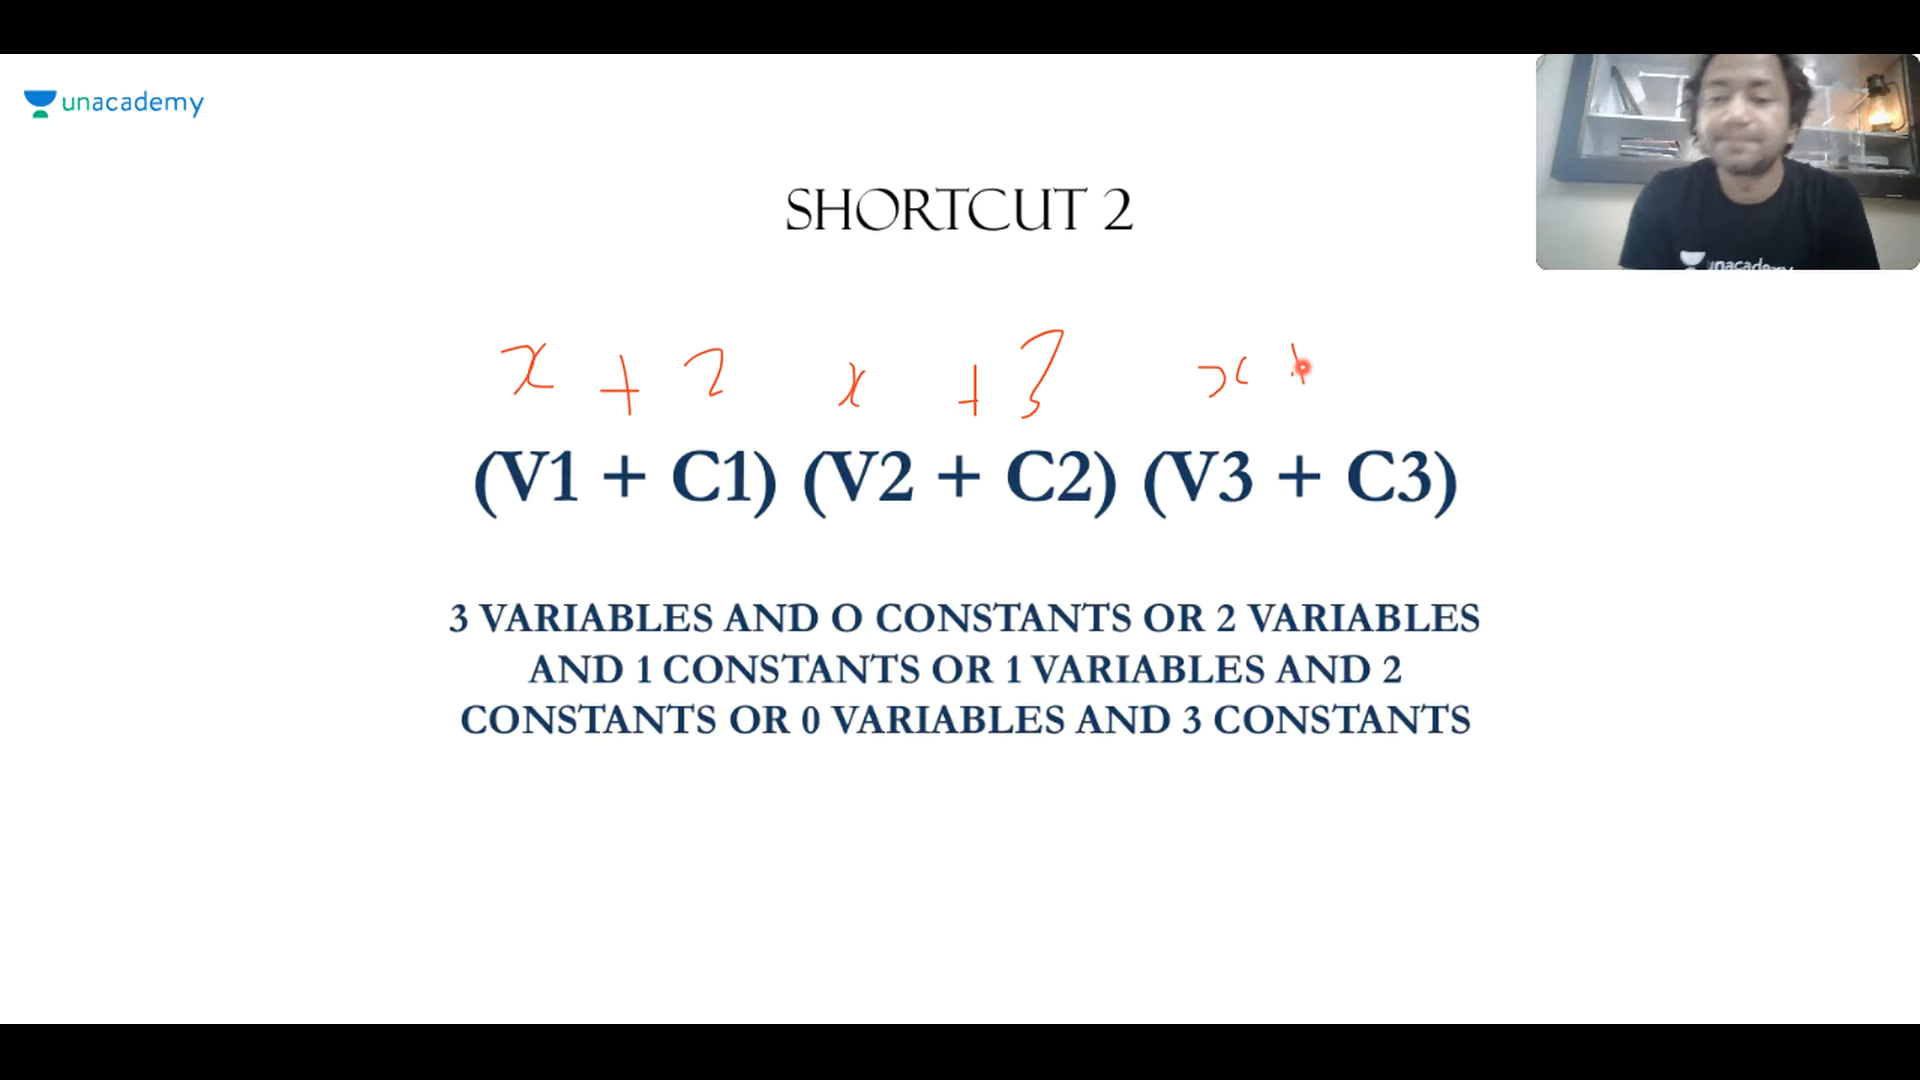 unacademy
SHORTCUT 2
x + 2 x + 3 x +
(V1 + C1) (V2 + C2) (V3 + C3)
3 VARIABLES AND O CONSTANTS OR 2 VARIABLES
AND 1 CONSTANTS OR 1 VARIABLES AND 2
CONSTANTS OR 0 VARIABLES AND 3 CONSTANTS
unacademy